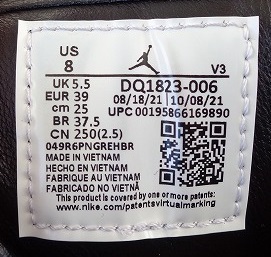 US
8
V3
UK 5.5
EUR 39
cm 25
BR 37.5
CN 250(2.5)
DQ1823-006
08/18/21 10/08/21
UPC 00195866169890
049R6PNGREHBR
MADE IN VIETNAM
HECHO EN VIETNAM
FABRIQUE AU VIETNAM
FABRICADO NO VIETNÃ
This product is covered by one or more patents:
www.nike.com/patentsvirtualmarking